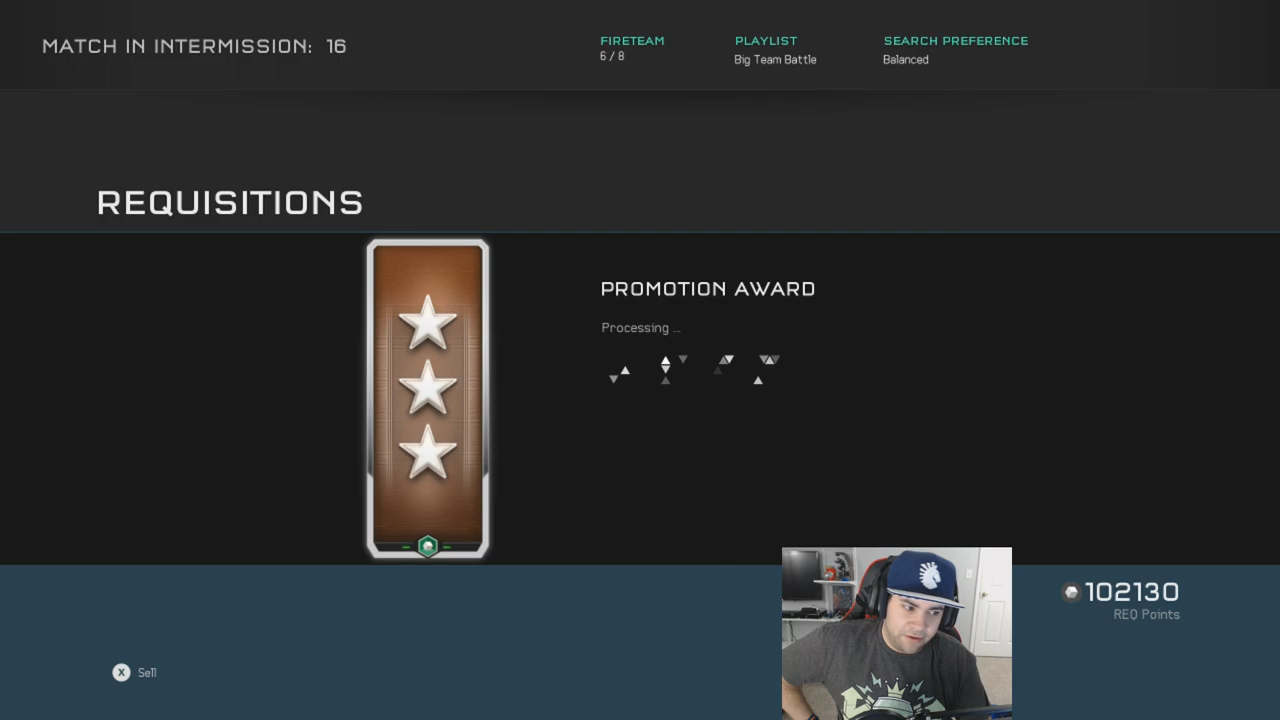 MATCH IN INTERMISSION: 16
FIRETEAM
6 / 8
PLAYLIST
Big Team Battle
SEARCH PREFERENCE
Balanced
REQUISITIONS
PROMOTION AWARD
Processing ...
102130
REQ Points
X Sell